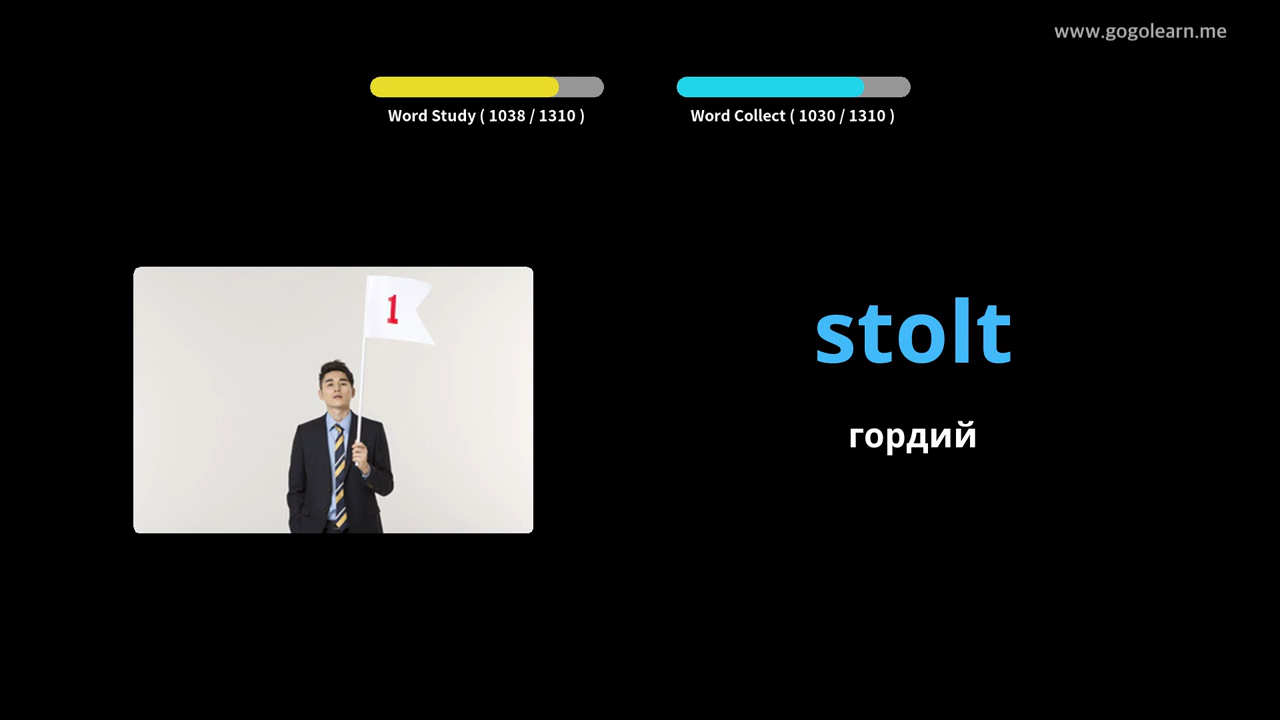 www.gogolearn.me
Word Study ( 1038 / 1310 )
Word Collect ( 1030 / 1310 )
1
stolt
гордий